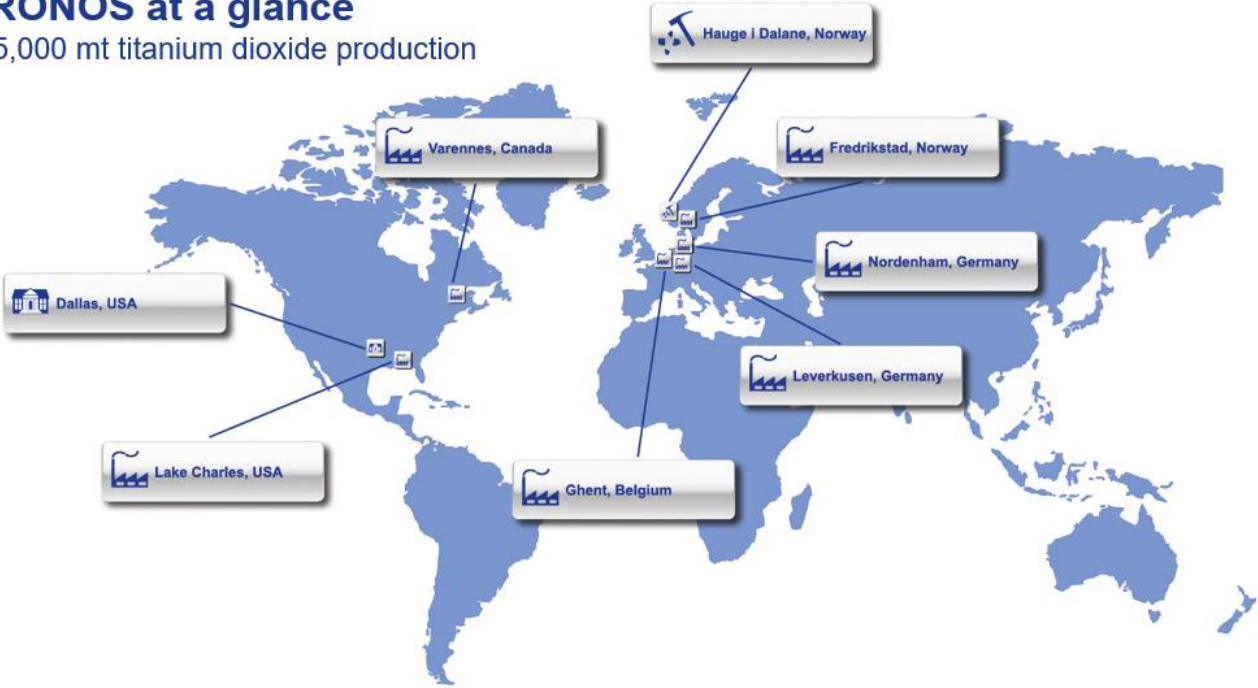 RONOS at a glance
5,000 mt titanium dioxide production
Hauge i Dalane, Norway
Varennes, Canada
Fredrikstad, Norway
Nordenham, Germany
Dallas, USA
Leverkusen, Germany
Lake Charles, USA
Ghent, Belgium